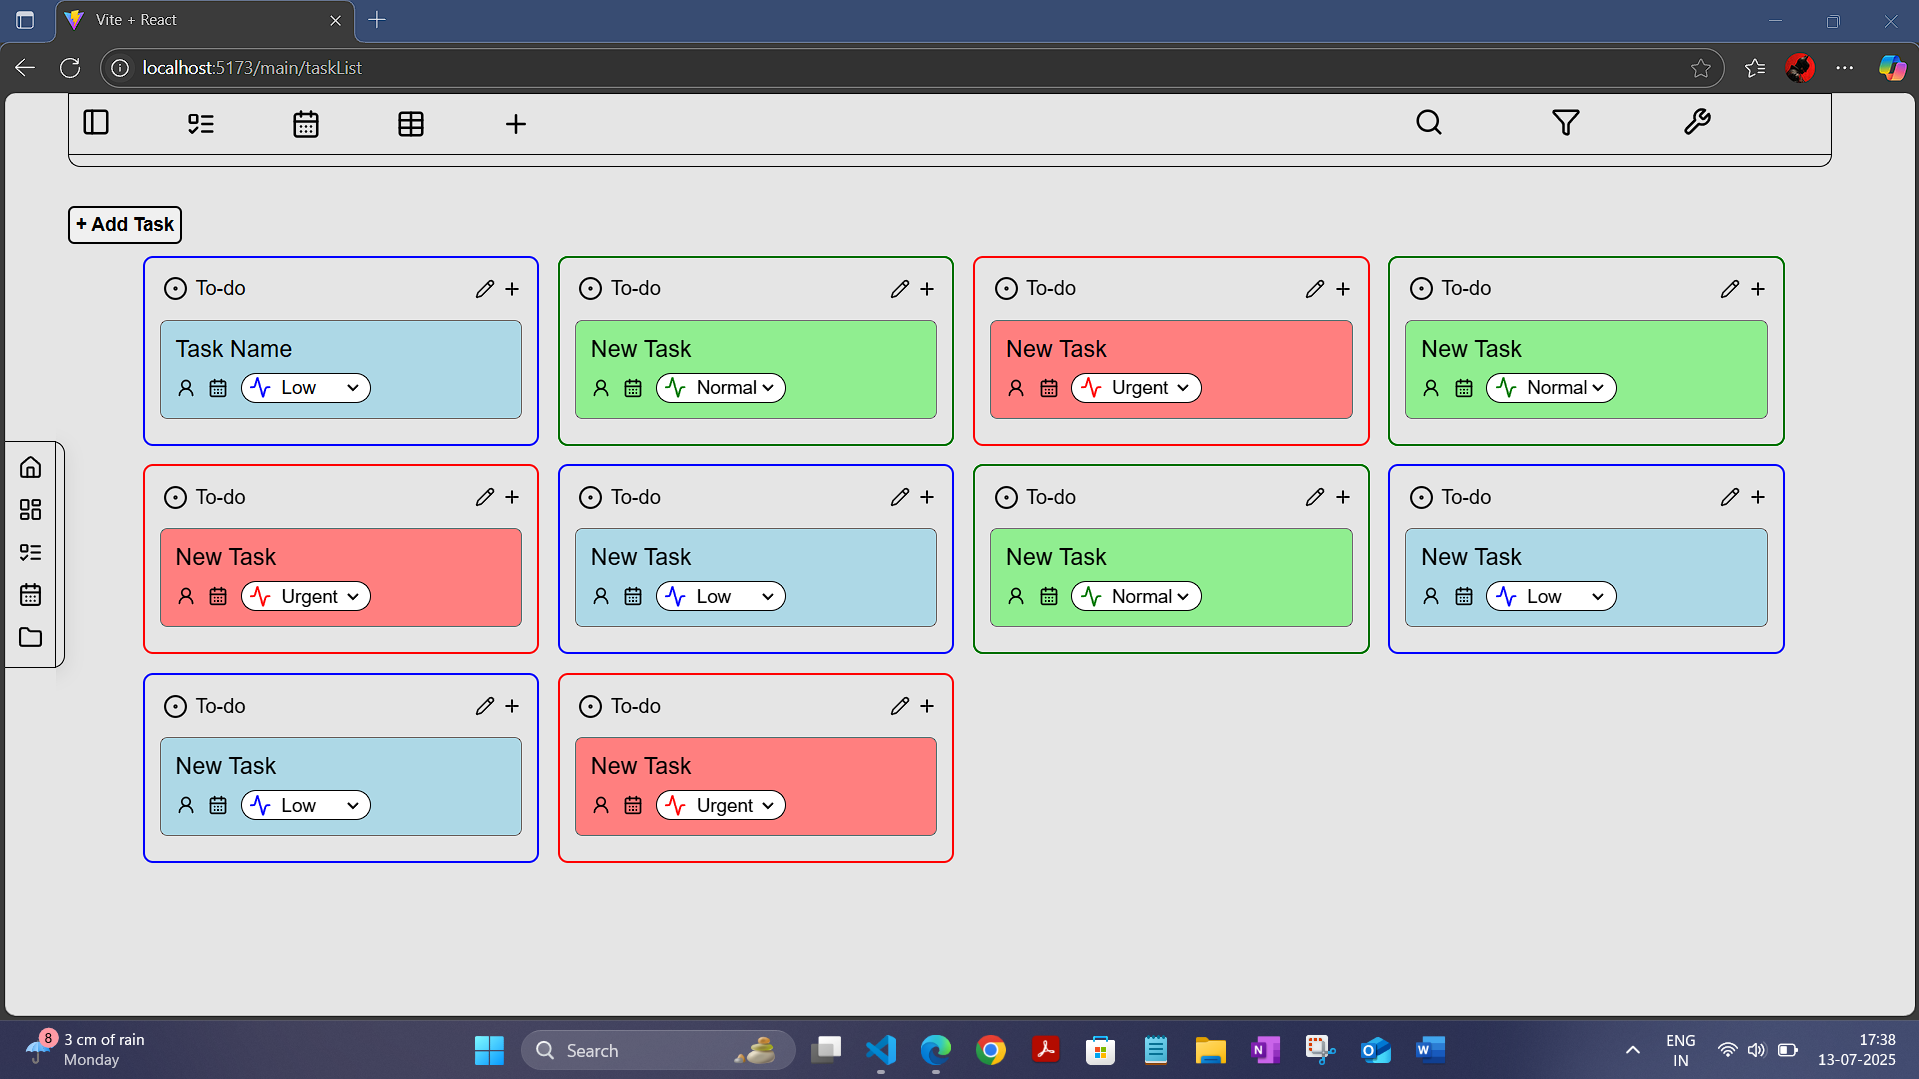 Vite + React
localhost:5173/main/taskList
+ Add Task
To-do
Task Name
Low
To-do
New Task
Normal
To-do
New Task
Urgent
To-do
New Task
Normal
To-do
New Task
Urgent
To-do
New Task
Low
To-do
New Task
Normal
To-do
New Task
Low
To-do
New Task
Low
To-do
New Task
Urgent
8
3 cm of rain
Monday
Search
ENG
IN
17:38
13-07-2025